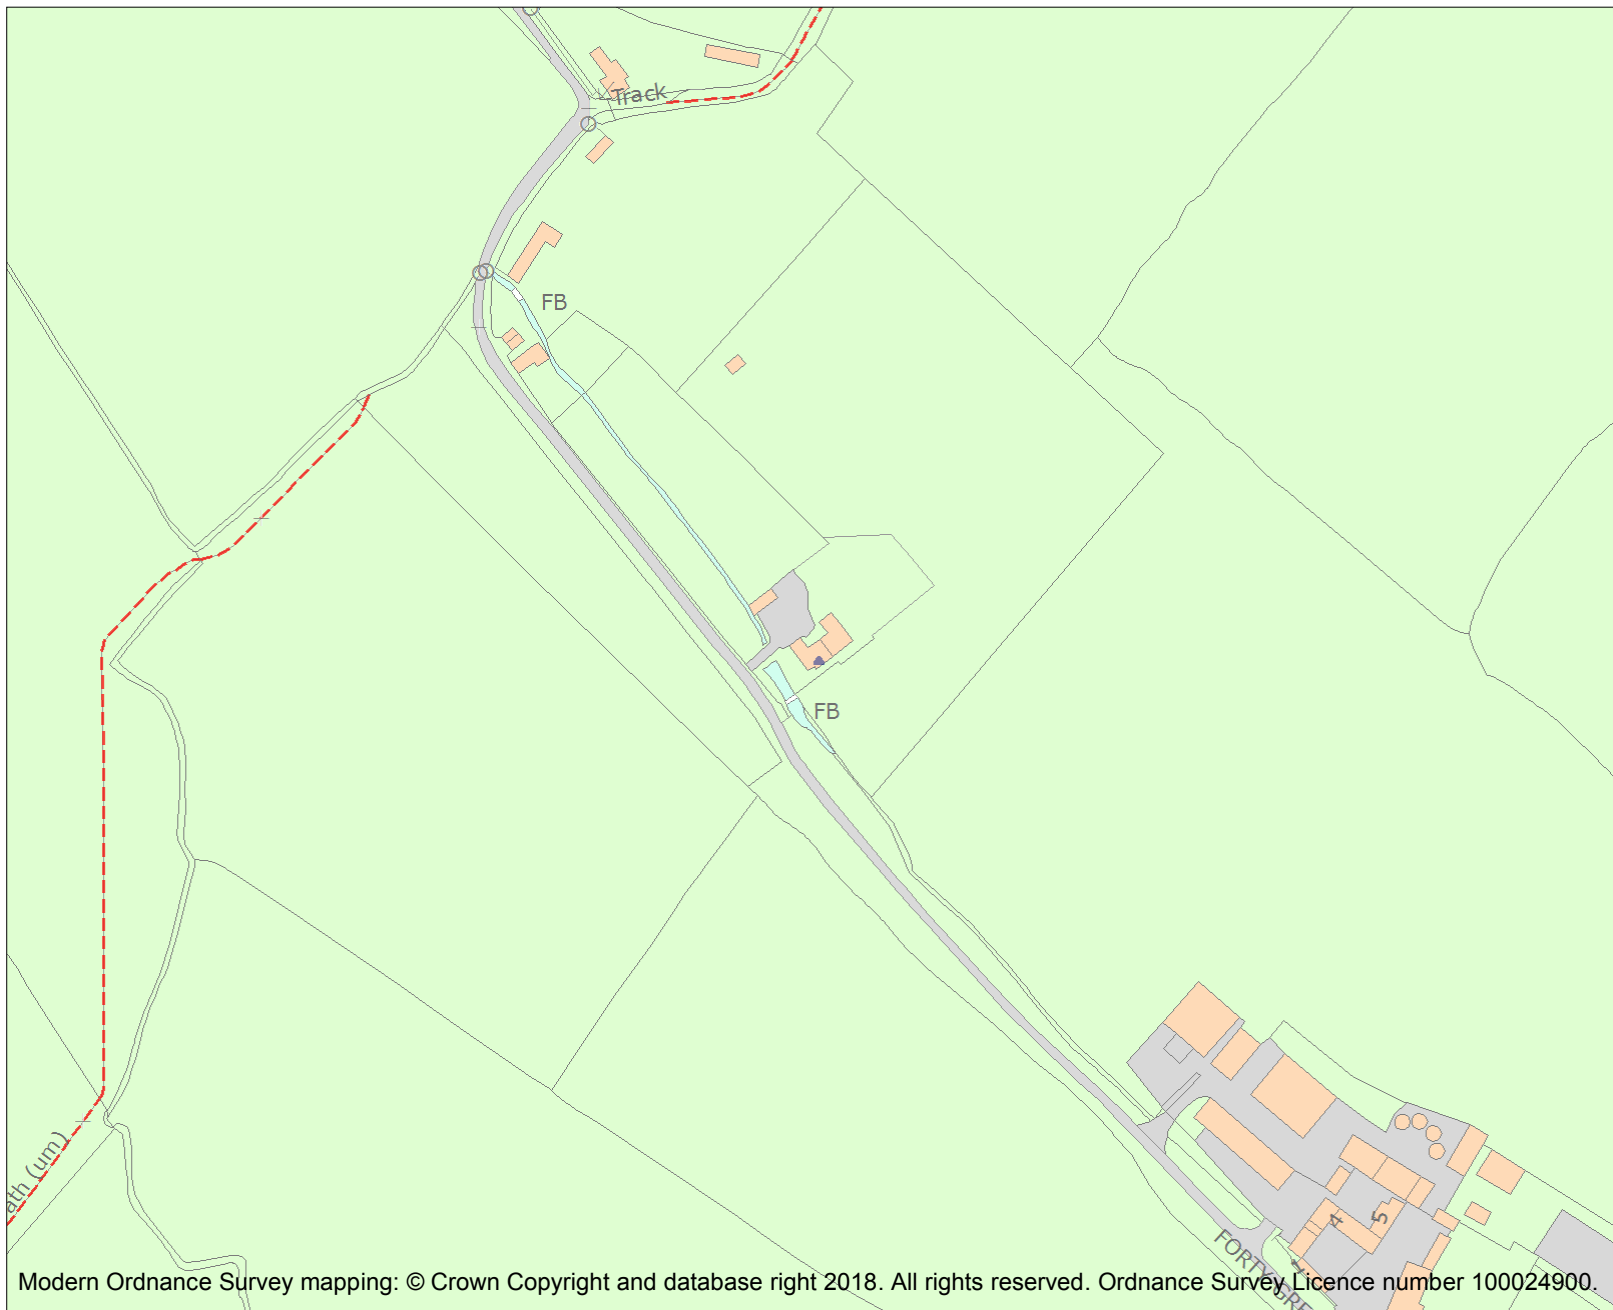 Track
FB
FB
ath (um)
4
5
FORTY GRE
Modern Ordnance Survey mapping: © Crown Copyright and database right 2018. All rights reserved. Ordnance Survey Licence number 100024900.